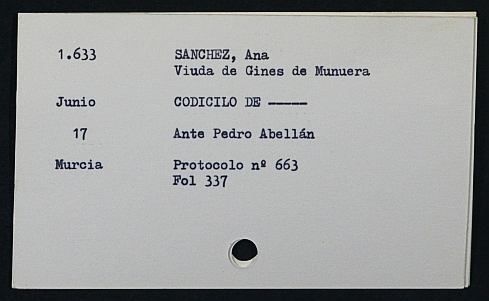 1.633 SANCHEZ, Ana
Viuda de Gines de Munuera
Junio CODICILO DE -----
17 Ante Pedro Abellán
Murcia Protocolo nº 663
Fol 337